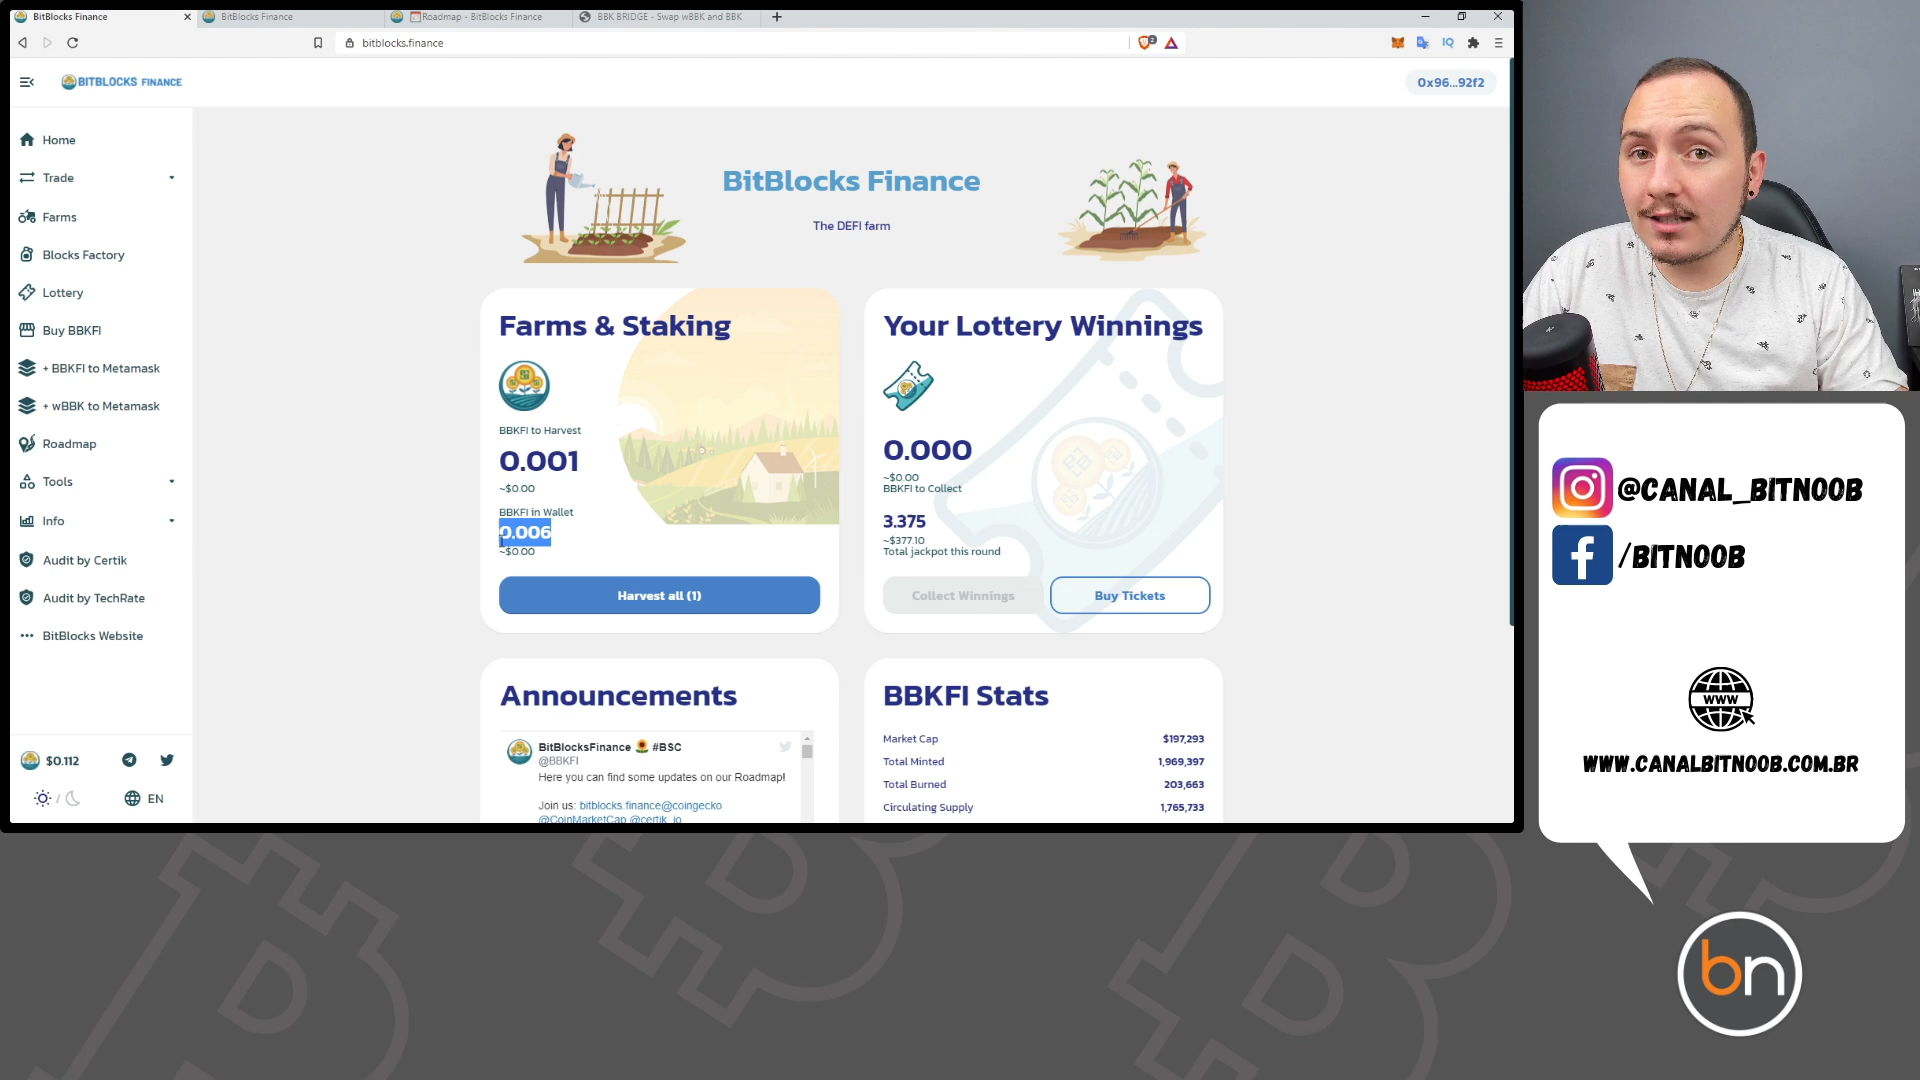 BitBlocks Finance
BitBlocks Finance
Roadmap - BitBlocks Finance
BBK BRIDGE - Swap wBBK and BBK
bitblocks.finance
2
IQ
BITBLOCKS FINANCE
0x96...92f2
Home
Trade
Farms
Blocks Factory
Lottery
Buy BBKFI
+ BBKFI to Metamask
+ wBBK to Metamask
Roadmap
Tools
Info
Audit by Certik
Audit by TechRate
BitBlocks Website
$0.112
/
EN
BitBlocks Finance
The DEFI farm
Farms & Staking
BBKFI to Harvest
0.001
~$0.00
BBKFI in Wallet
0.006
~$0.00
Harvest all (1)
Your Lottery Winnings
0.000
~$0.00
BBKFI to Collect
3.375
~$377.10
Total jackpot this round
Collect Winnings
Buy Tickets
Announcements
BitBlocksFinance 🌻 #BSC
@BBKFI
Here you can find some updates on our Roadmap!
Join us: bitblocks.finance@coingecko
@CoinMarketCap @certik_io
BBKFI Stats
Market Cap $197,293
Total Minted 1,969,397
Total Burned 203,663
Circulating Supply 1,765,733
@CANAL_BITNOOB
/BITNOOB
WWW
WWW.CANALBITNOOB.COM.BR
bn